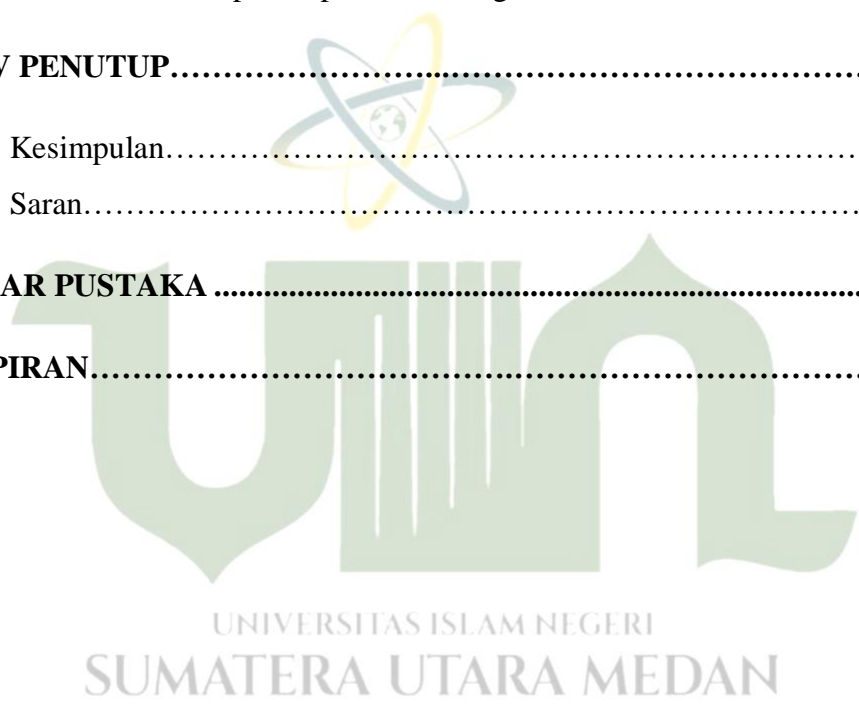 V PENUTUP……………………...…………………………………
Kesimpulan…………………………………………………………
Saran…………………………………………………………………
AR PUSTAKA ..............................................................................
PIRAN…………………………………..……………………………
UNIVERSITAS ISLAM NEGERI
SUMATERA UTARA MEDAN